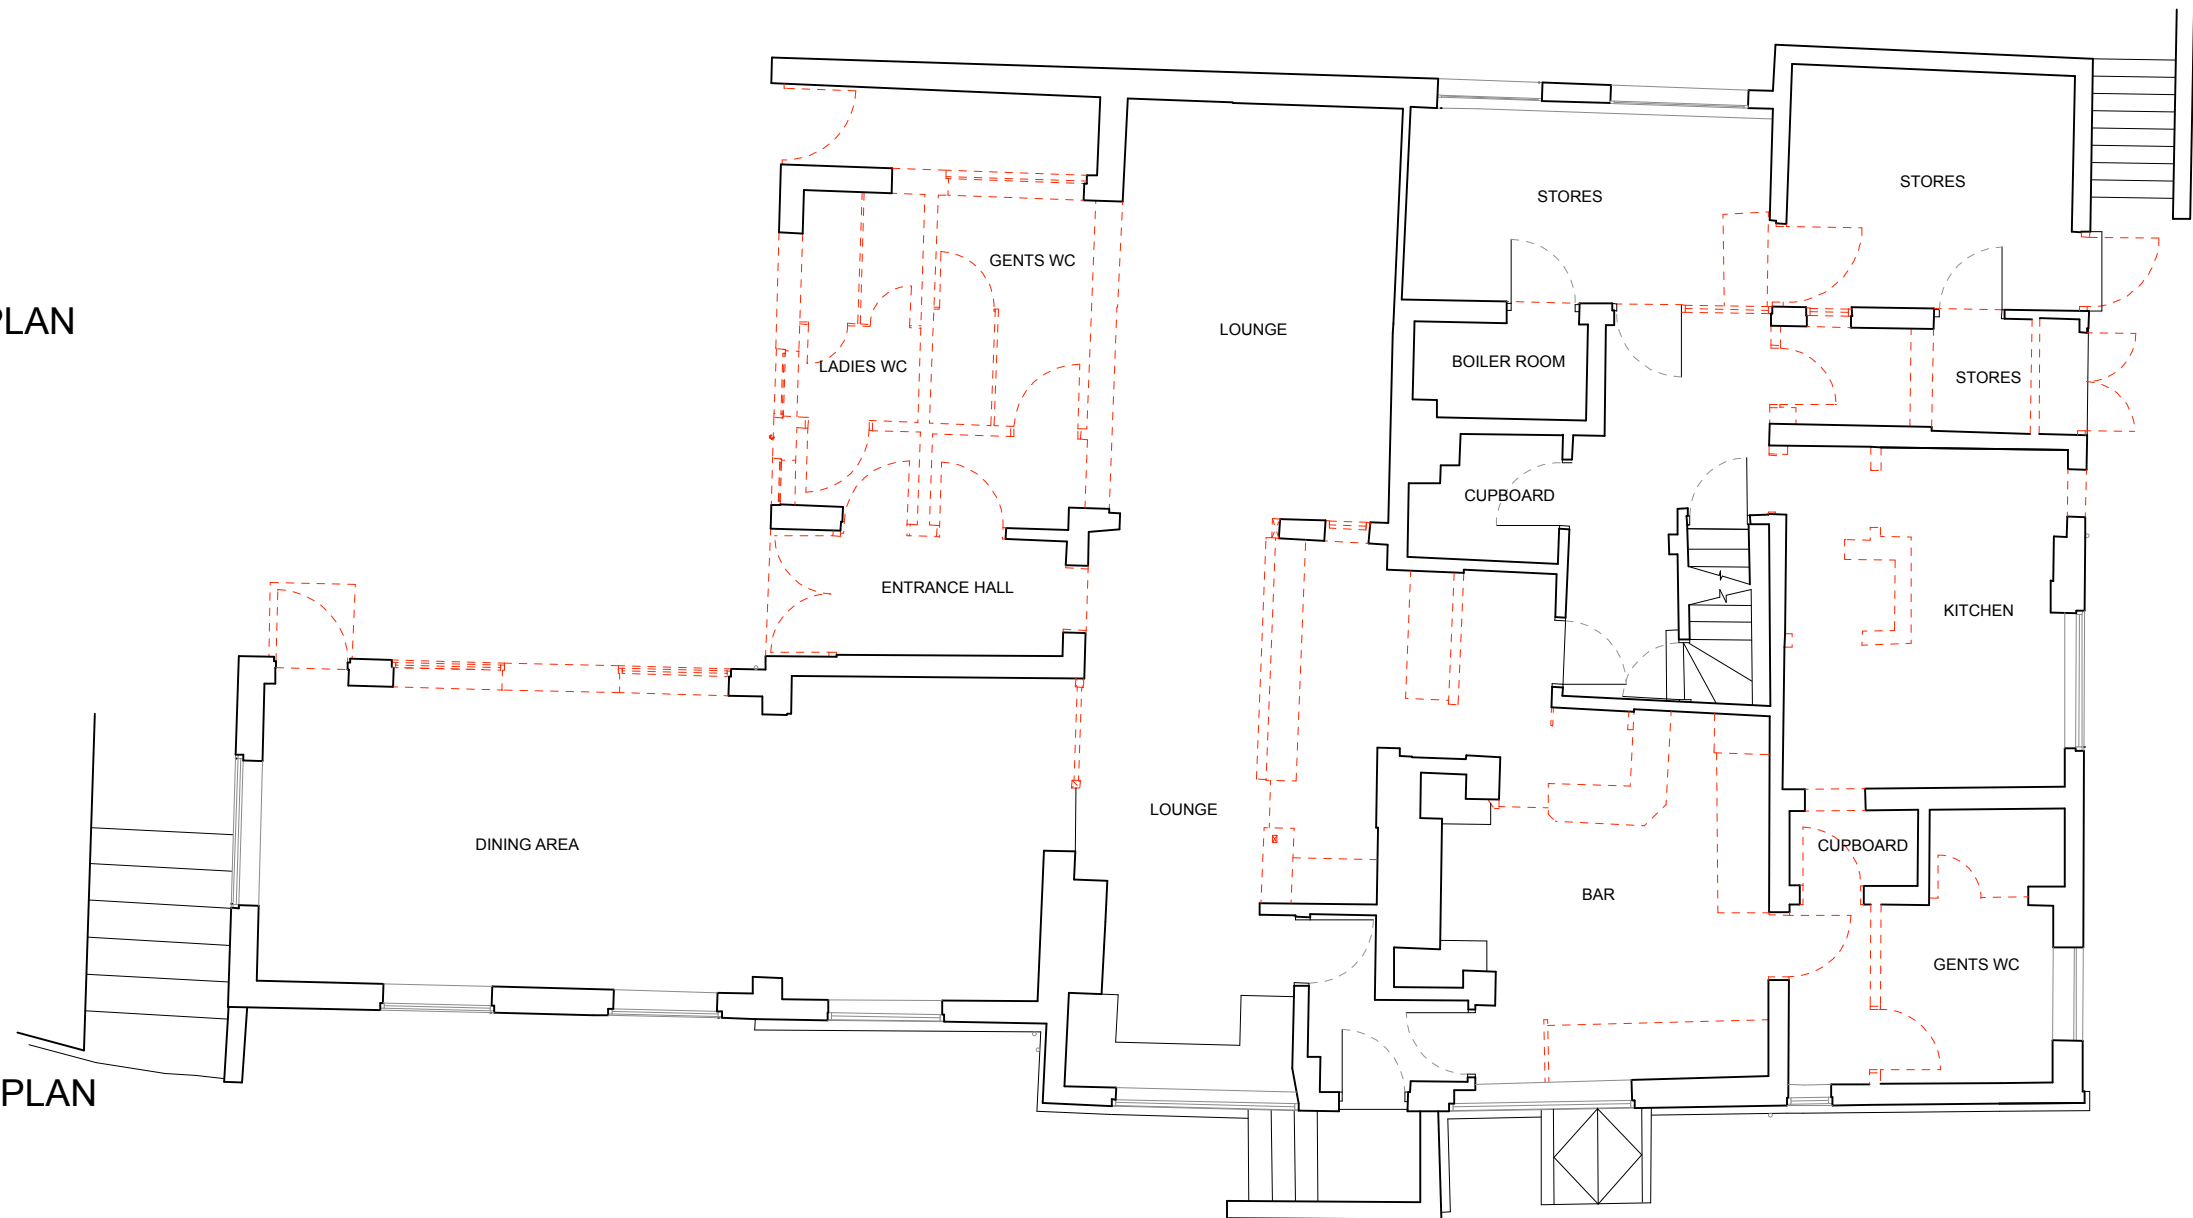 STORES
STORES
GENTS WC
PLAN
LOUNGE
BOILER ROOM
LADIES WC
STORES
CUPBOARD
ENTRANCE HALL
KITCHEN
LOUNGE
DINING AREA
CUPBOARD
BAR
GENTS WC
PLAN